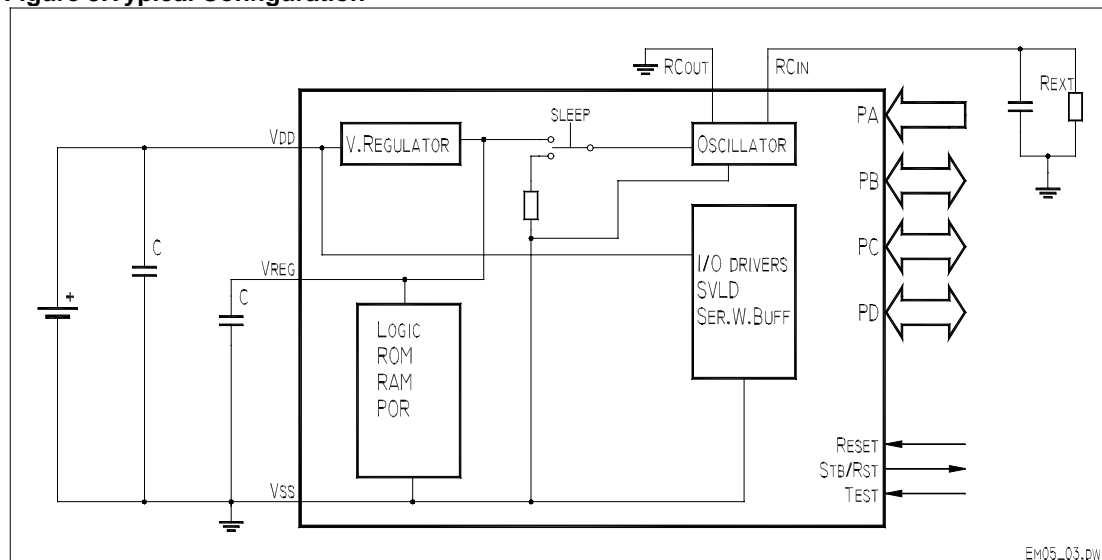 Figure 3.Typical Configuration
RCOUT
RCIN
REXT
SLEEP
VDD
V.REGULATOR
OSCILLATOR
PA
PB
PC
PD
C
VREG
C
I/O DRIVERS
SVLD
SER.W.BUFF
LOGIC
ROM
RAM
POR
RESET
STB/RST
TEST
VSS
EM05_03.DW